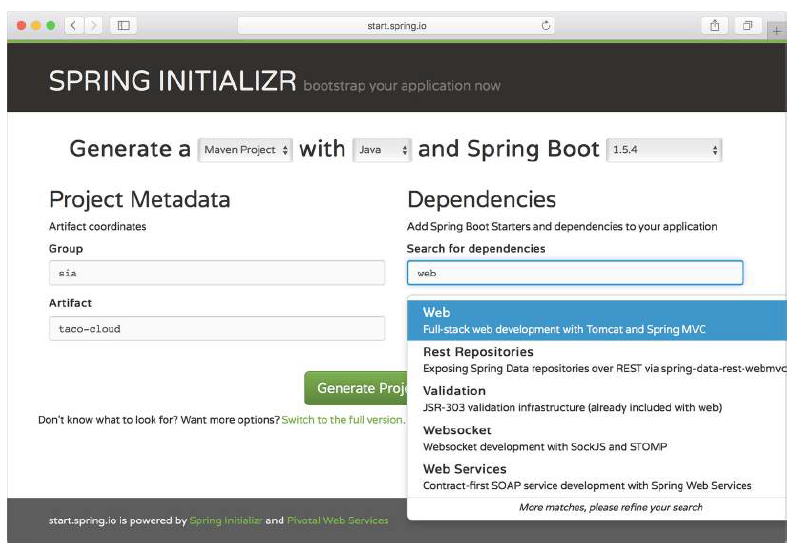 start.spring.io
SPRING INITIALIZR bootstrap your application now
Generate a Maven Project with Java and Spring Boot 1.5.4
Project Metadata
Artifact coordinates
Group
sia
Artifact
taco-cloud
Dependencies
Add Spring Boot Starters and dependencies to your application
Search for dependencies
web
Web
Full-stack web development with Tomcat and Spring MVC
Rest Repositories
Exposing Spring Data repositories over REST via spring-data-rest-webmvc
Validation
JSR-303 validation infrastructure (already included with web)
Websocket
Websocket development with SockJS and STOMP
Web Services
Contract-first SOAP service development with Spring Web Services
More matches, please refine your search
Generate Proj
Don't know what to look for? Want more options? Switch to the full version.
start.spring.io is powered by Spring Initializr and Pivotal Web Services